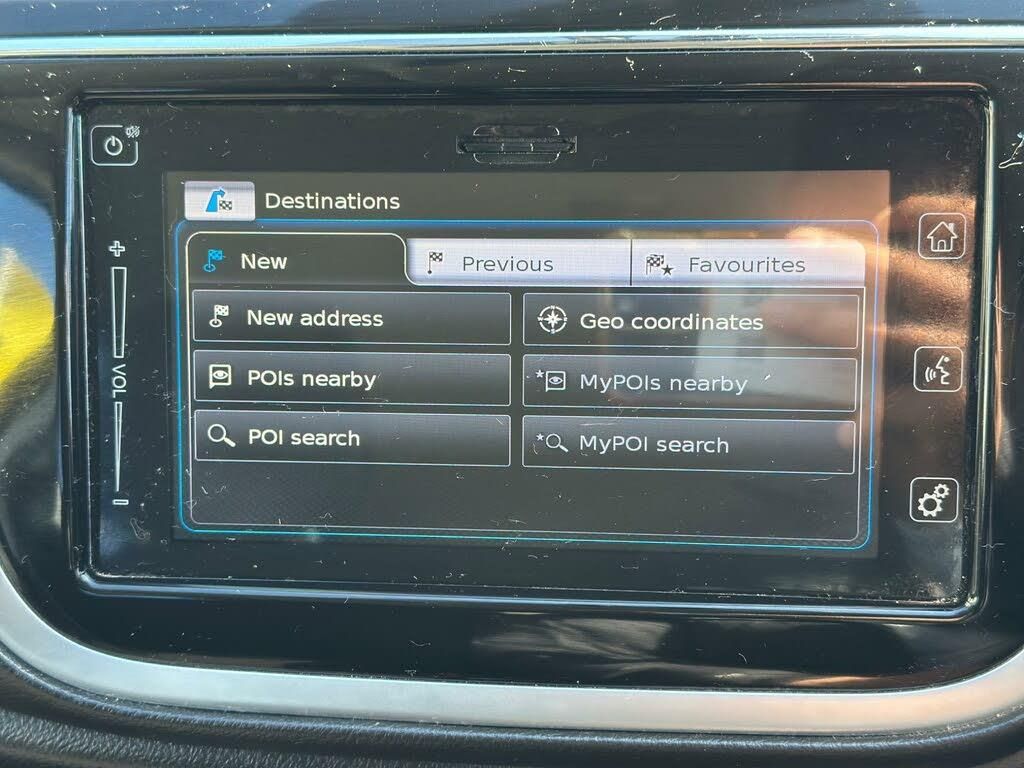 Destinations
New
Previous
Favourites
New address
Geo coordinates
POIs nearby
MyPOIs nearby
POI search
MyPOI search
+
VOL
-